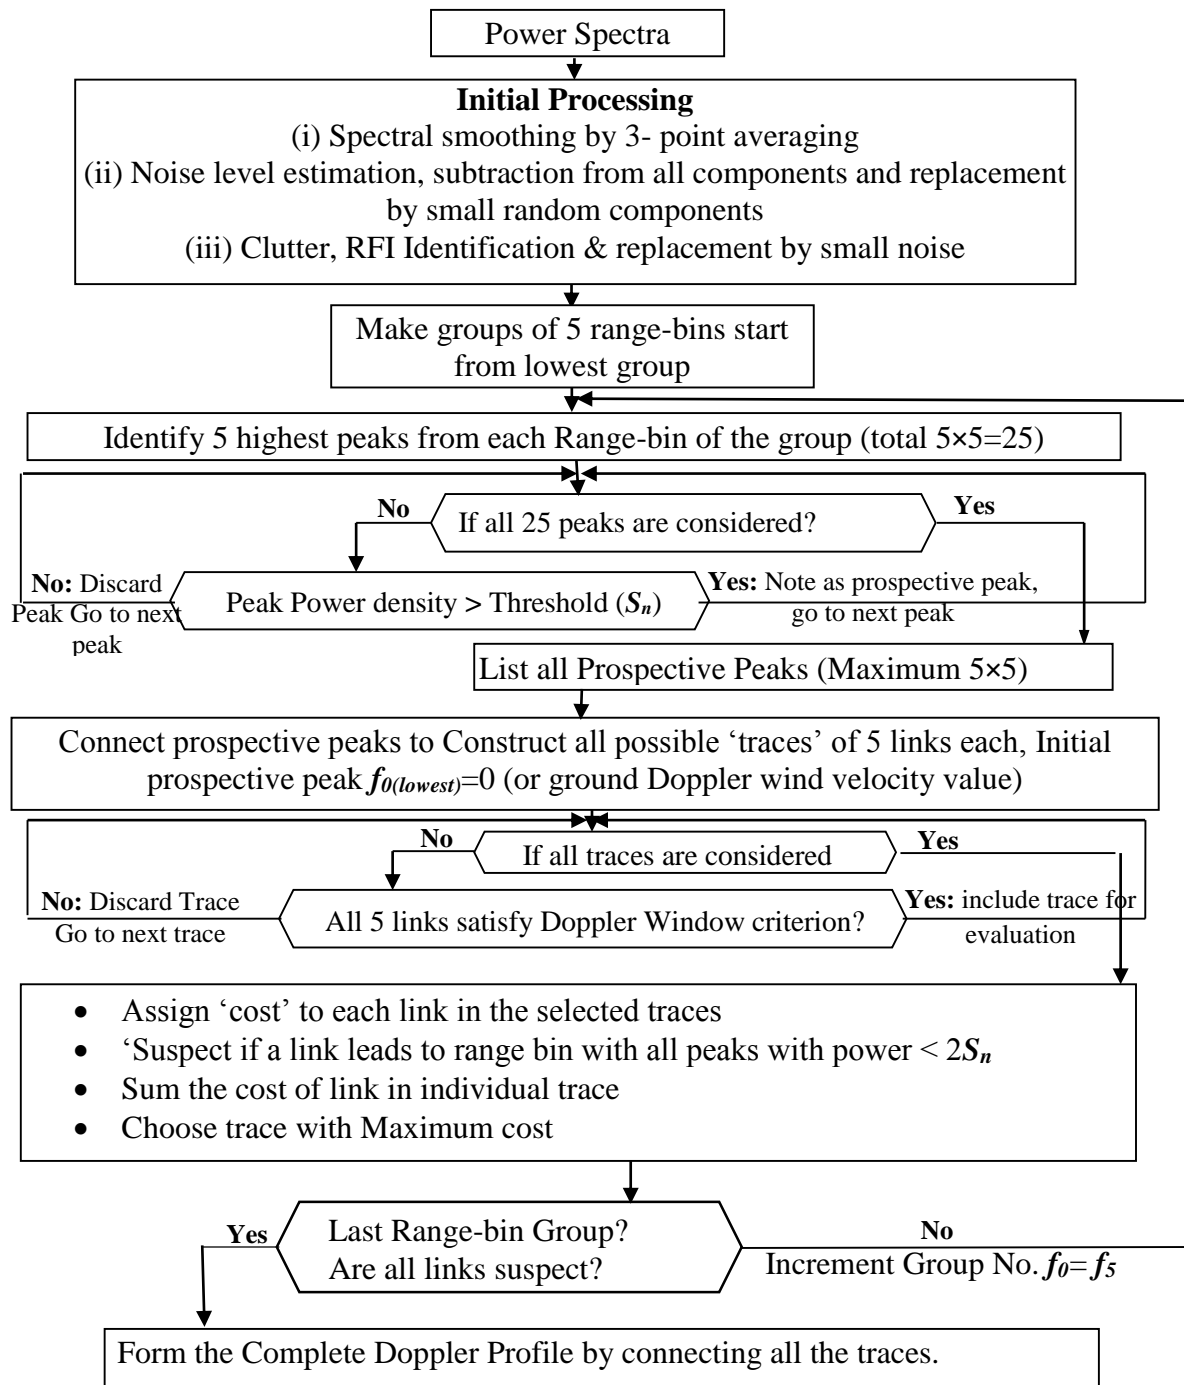 Power Spectra
Initial Processing
(i) Spectral smoothing by 3- point averaging
(ii) Noise level estimation, subtraction from all components and replacement
by small random components
(iii) Clutter, RFI Identification & replacement by small noise
Make groups of 5 range-bins start
from lowest group
Identify 5 highest peaks from each Range-bin of the group (total 5×5=25)
No
If all 25 peaks are considered?
Yes
No: Discard
Peak Go to next
peak
Peak Power density > Threshold (Sn)
Yes: Note as prospective peak,
go to next peak
List all Prospective Peaks (Maximum 5×5)
Connect prospective peaks to Construct all possible ‘traces’ of 5 links each, Initial
prospective peak f0(lowest)=0 (or ground Doppler wind velocity value)
No
If all traces are considered
Yes
No: Discard Trace
Go to next trace
All 5 links satisfy Doppler Window criterion?
Yes: include trace for
evaluation
• Assign ‘cost’ to each link in the selected traces
• ‘Suspect if a link leads to range bin with all peaks with power < 2Sn
• Sum the cost of link in individual trace
• Choose trace with Maximum cost
Yes
Last Range-bin Group?
Are all links suspect?
No
Increment Group No. f0= f5
Form the Complete Doppler Profile by connecting all the traces.